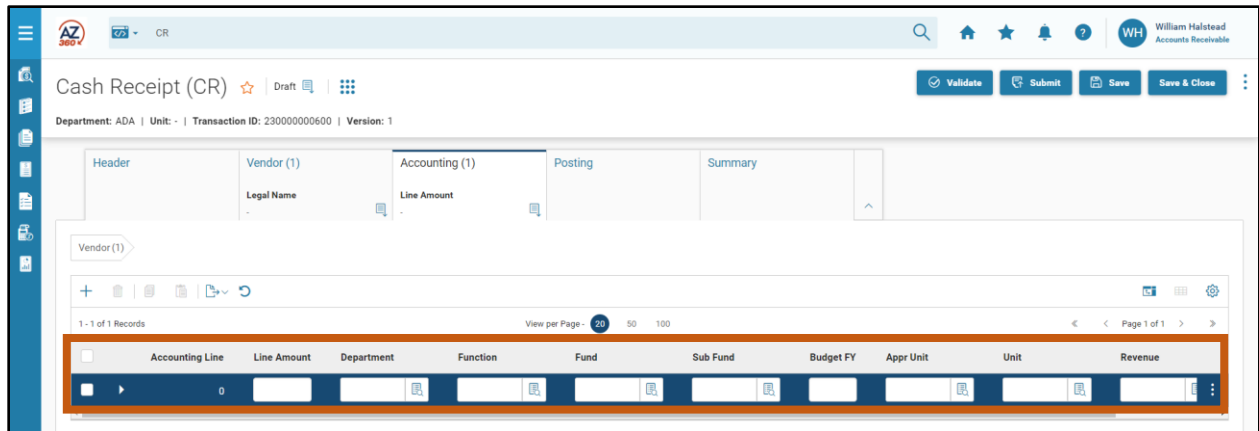 AZ
360
CR
William Halstead
WH
Accounts Receivable
Cash Receipt (CR)
Draft
Validate
Submit
Save
Save & Close
Department: ADA | Unit: - | Transaction ID: 230000000600 | Version: 1
Header
Vendor (1)
Accounting (1)
Posting
Summary
Legal Name
Line Amount
-
-
Vendor (1)
1 - 1 of 1 Records
View per Page - 20 50 100
Page 1 of 1
Accounting Line Line Amount Department Function Fund Sub Fund Budget FY Appr Unit Unit Revenue
0